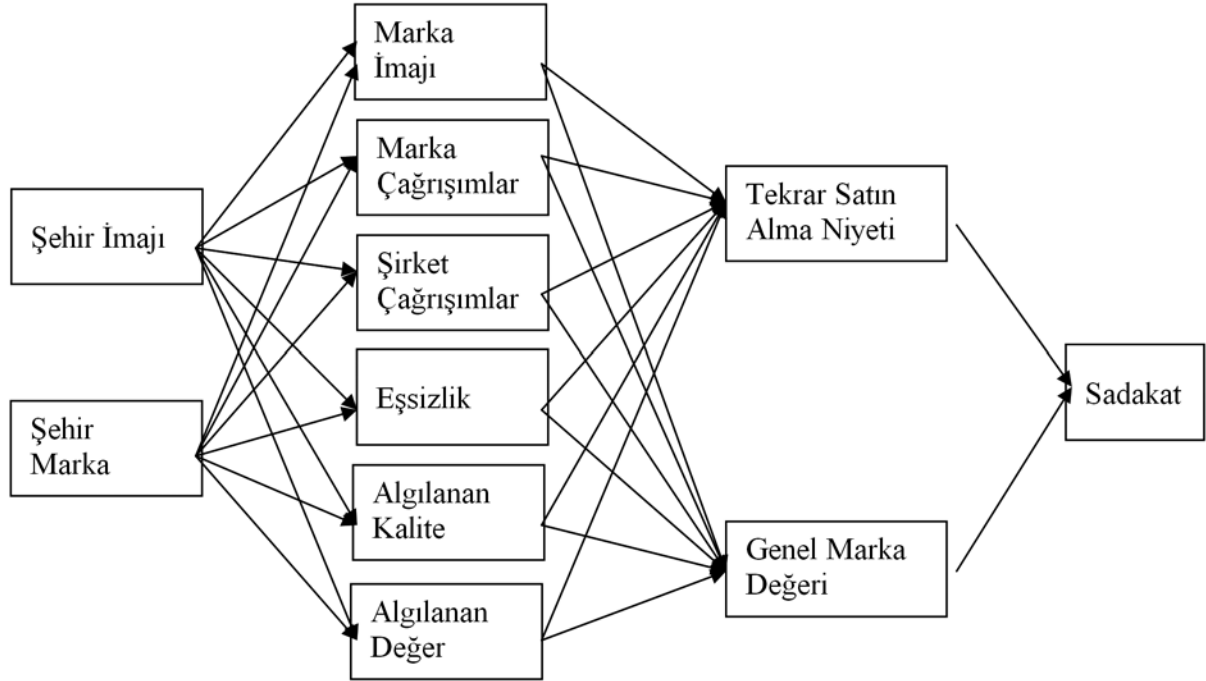 Marka
İmajı
Marka
Çağrışımlar
Şehir İmajı
Şirket
Çağrışımlar
Eşsizlik
Şehir
Marka
Algılanan
Kalite
Algılanan
Değer
Tekrar Satın
Alma Niyeti
Genel Marka
Değeri
Sadakat